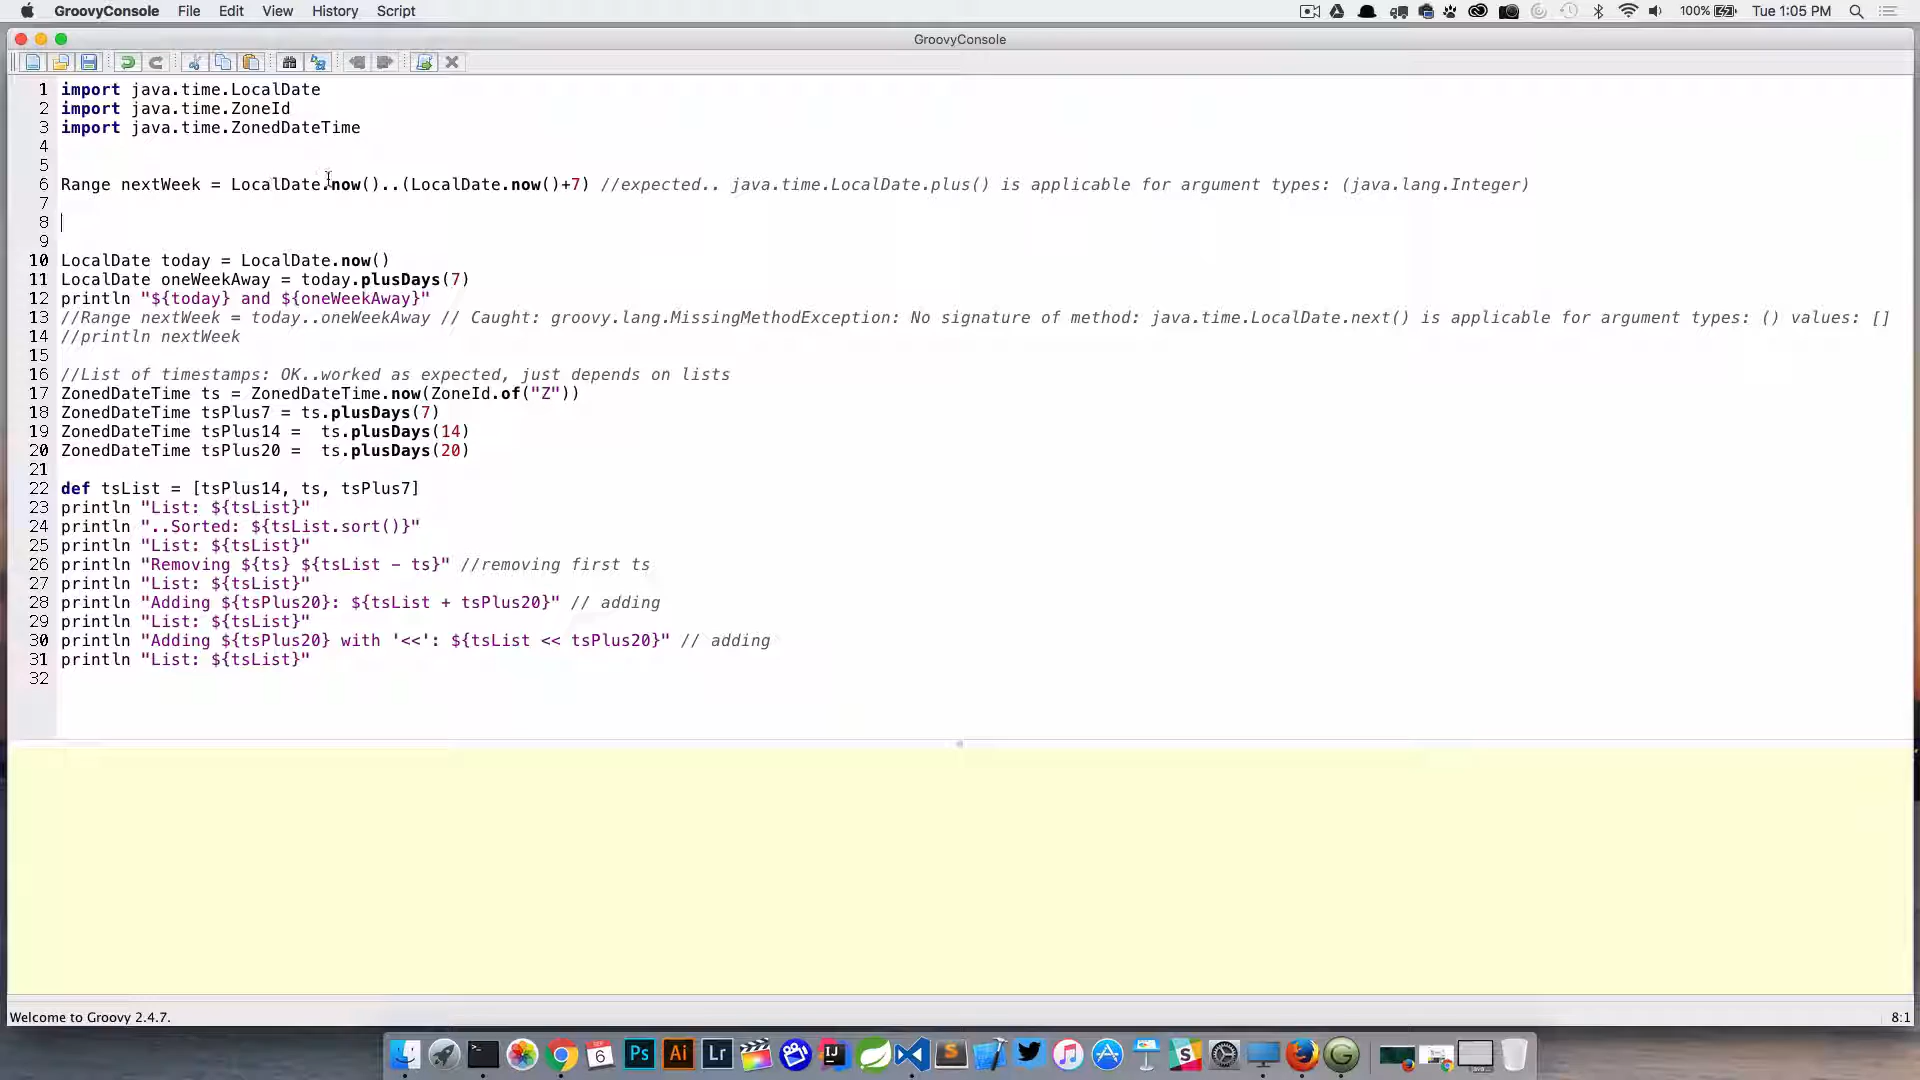 GroovyConsole File Edit View History Script 100% Tue 1:05 PM
GroovyConsole
1 import java.time.LocalDate
2 import java.time.ZoneId
3 import java.time.ZonedDateTime
4
5
6 Range nextWeek = LocalDate.now()..(LocalDate.now()+7) //expected.. java.time.LocalDate.plus() is applicable for argument types: (java.lang.Integer)
7
8
9
10 LocalDate today = LocalDate.now()
11 LocalDate oneWeekAway = today.plusDays(7)
12 println "${today} and ${oneWeekAway}"
13 //Range nextWeek = today..oneWeekAway // Caught: groovy.lang.MissingMethodException: No signature of method: java.time.LocalDate.next() is applicable for argument types: () values: []
14 //println nextWeek
15
16 //List of timestamps: OK..worked as expected, just depends on lists
17 ZonedDateTime ts = ZonedDateTime.now(ZoneId.of("Z"))
18 ZonedDateTime tsPlus7 = ts.plusDays(7)
19 ZonedDateTime tsPlus14 =  ts.plusDays(14)
20 ZonedDateTime tsPlus20 =  ts.plusDays(20)
21
22 def tsList = [tsPlus14, ts, tsPlus7]
23 println "List: ${tsList}"
24 println "..Sorted: ${tsList.sort()}"
25 println "List: ${tsList}"
26 println "Removing ${ts} ${tsList - ts}" //removing first ts
27 println "List: ${tsList}"
28 println "Adding ${tsPlus20}: ${tsList + tsPlus20}" // adding
29 println "List: ${tsList}"
30 println "Adding ${tsPlus20} with '<<': ${tsList << tsPlus20}" // adding
31 println "List: ${tsList}"
32
Welcome to Groovy 2.4.7. 8:1
6 Ps Ai Lr IJ S G